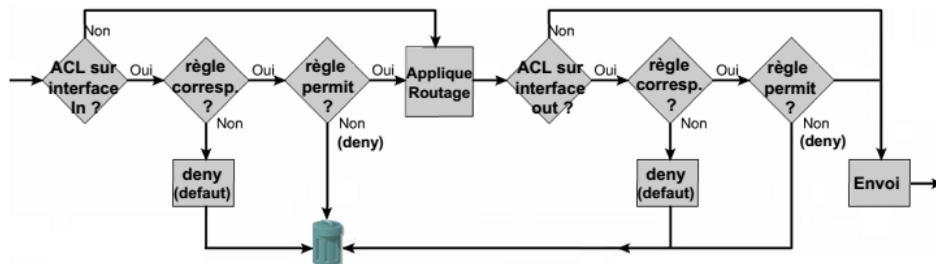 Non
ACL sur
interface
In ?
Oui
règle
corresp.
?
Oui
règle
permit
?
Oui
Applique
Routage
Non
Non
(deny)
deny
(defaut)
Non
ACL sur
interface
out ?
Oui
règle
corresp.
?
Oui
règle
permit
?
Non
Non
(deny)
deny
(defaut)
Envoi